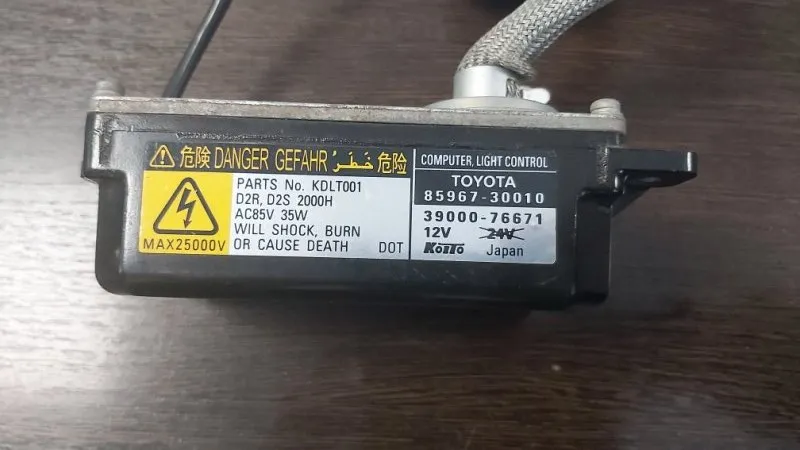 危険 DANGER GEFAHR خَطَرٌ 危险
MAX25000V
PARTS No. KDLT001
D2R, D2S 2000H
AC85V 35W
WILL SHOCK, BURN
OR CAUSE DEATH DOT
COMPUTER, LIGHT CONTROL
TOYOTA
85967-30010
39000-76671
12V 24V
KOITO Japan